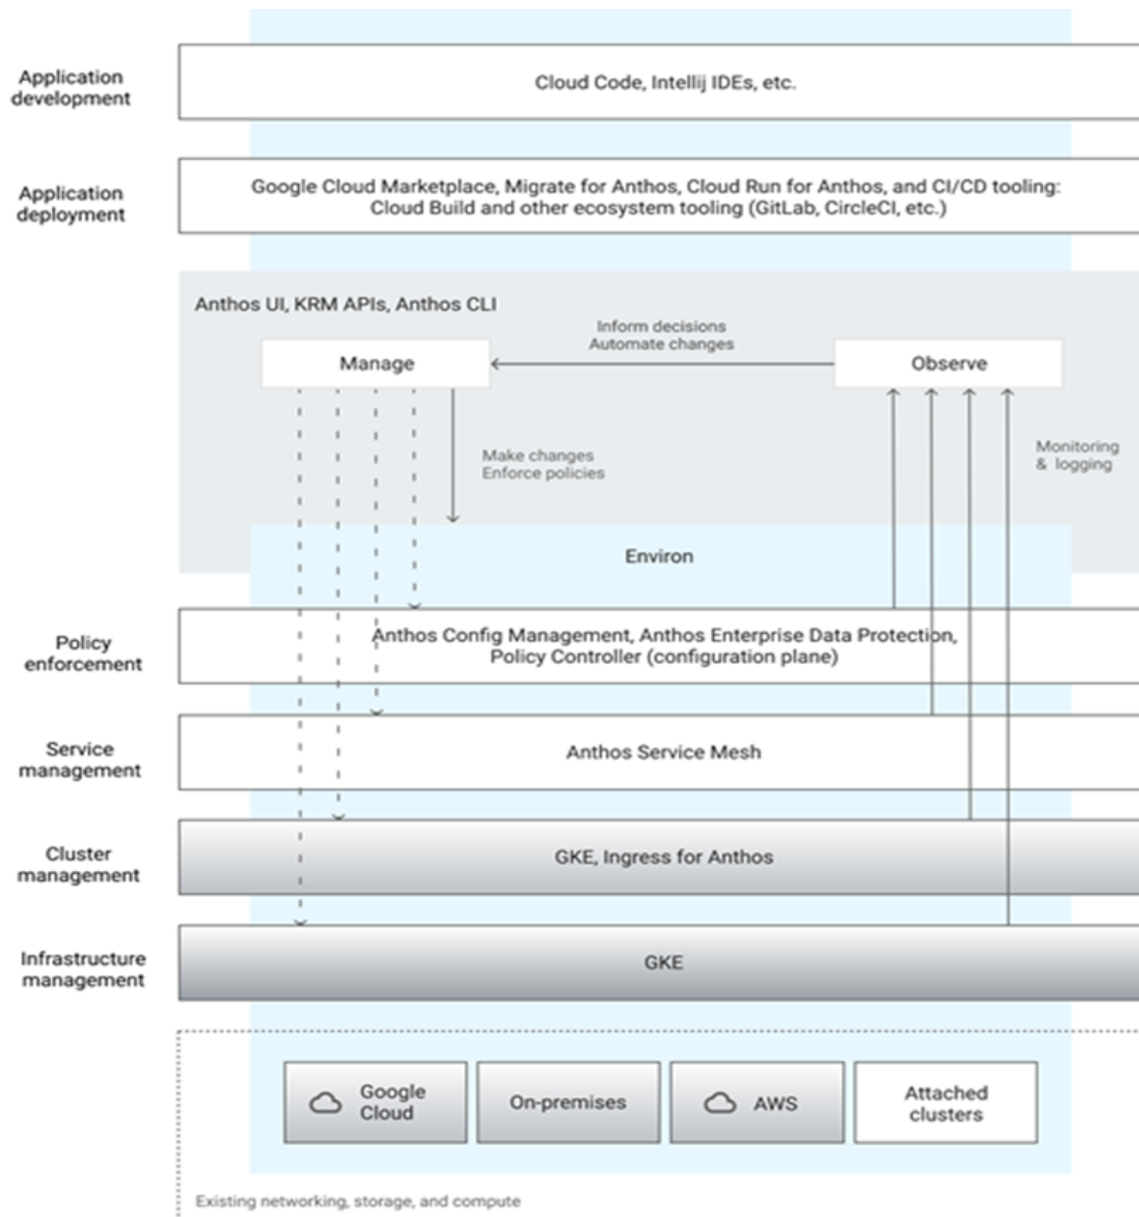 Application
development
Cloud Code, Intellij IDEs, etc.
Application
deployment
Google Cloud Marketplace, Migrate for Anthos, Cloud Run for Anthos, and CI/CD tooling:
Cloud Build and other ecosystem tooling (GitLab, CircleCI, etc.)
Anthos UI, KRM APIs, Anthos CLI
Inform decisions
Automate changes
Manage
Observe
Make changes
Enforce policies
Monitoring
& logging
Environ
Policy
enforcement
Anthos Config Management, Anthos Enterprise Data Protection,
Policy Controller (configuration plane)
Service
management
Anthos Service Mesh
Cluster
management
GKE, Ingress for Anthos
Infrastructure
management
GKE
Google
Cloud
On-premises
AWS
Attached
clusters
Existing networking, storage, and compute